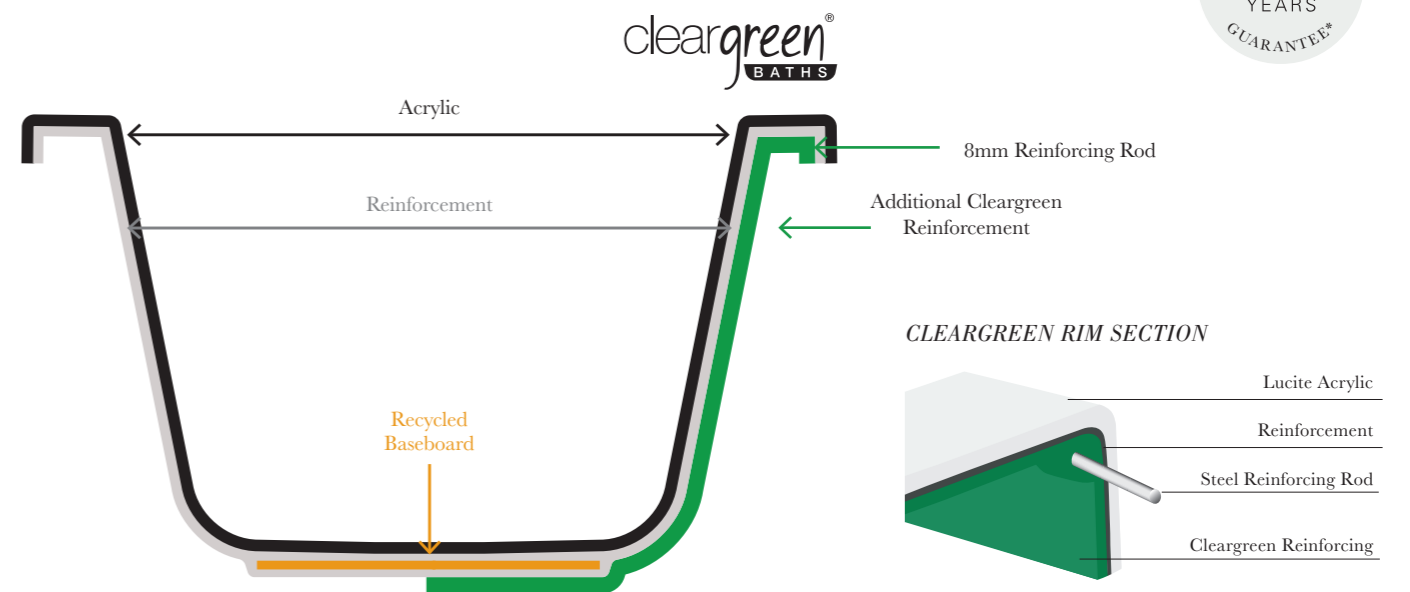 cleargreen®
BATHS
YEARS
GUARANTEE*
Acrylic
8mm Reinforcing Rod
Reinforcement
Additional Cleargreen
Reinforcement
Recycled
Baseboard
CLEARGREEN RIM SECTION
Lucite Acrylic
Reinforcement
Steel Reinforcing Rod
Cleargreen Reinforcing